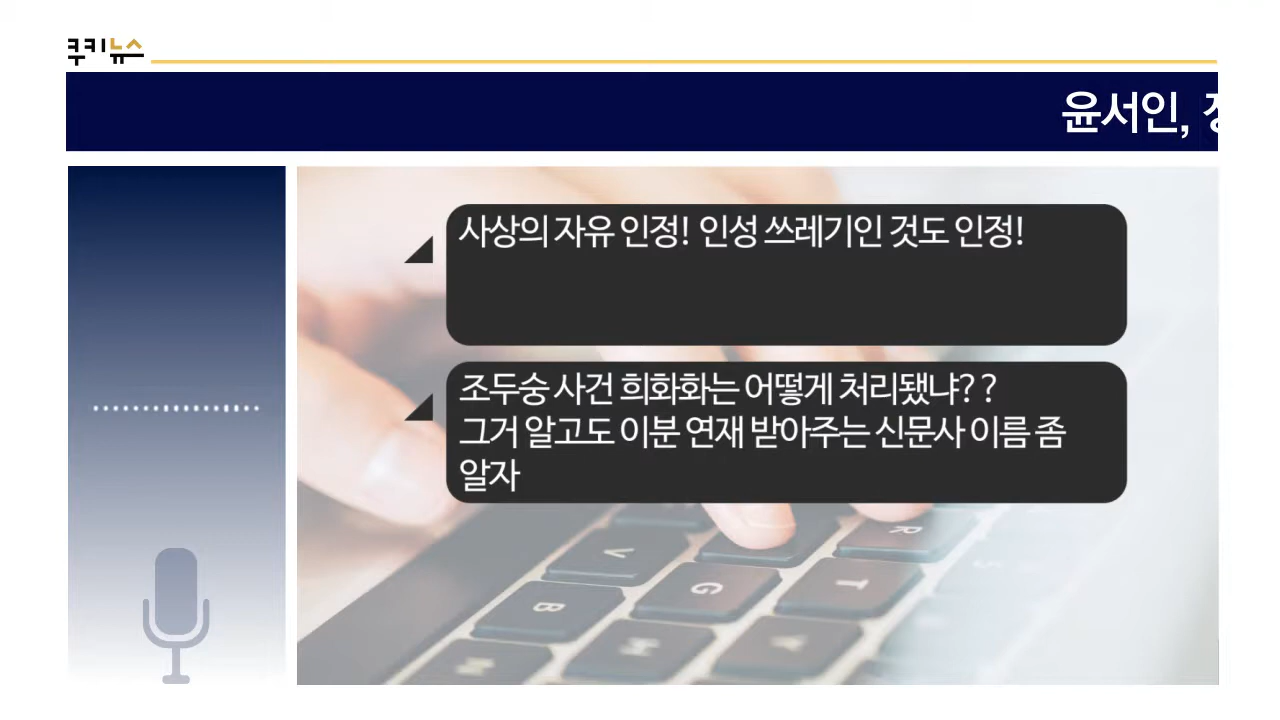 쿠키뉴스
윤서인,
사상의 자유 인정! 인성 쓰레기인 것도 인정!
조두숭 사건 희화화는 어떻게 처리됐냐??
그거 알고도 이분 연재 받아주는 신문사 이름 좀
알자
R
V
G
T
B
M